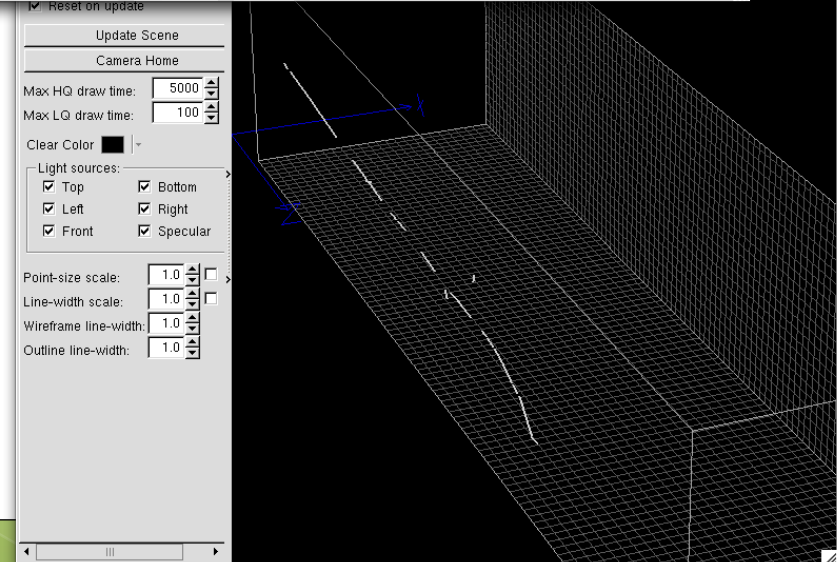 Reset on update
Update Scene
Camera Home
Max HQ draw time: 5000
Max LQ draw time: 100
Clear Color
Light sources:
Top Bottom
Left Right
Front Specular
Point-size scale: 1.0
Line-width scale: 1.0
Wireframe line-width: 1.0
Outline line-width: 1.0
X
Z